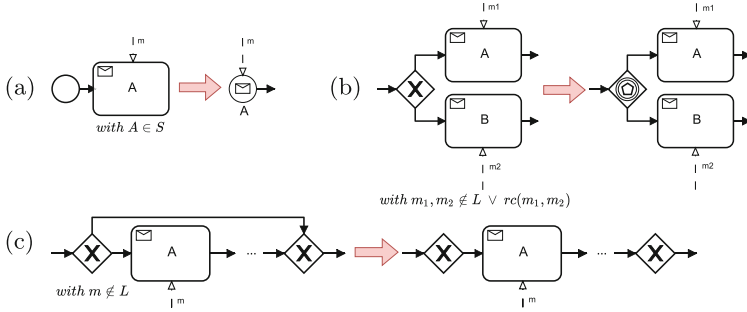 (a)
m
A
with A ∈ S
m
A
(b)
m1
A
B
m2
with m₁, m₂ ∉ L ∨ rc(m₁, m₂)
m1
A
B
m2
(c)
X
X
A
...
X
m
with m ∉ L
X
A
...
X
m